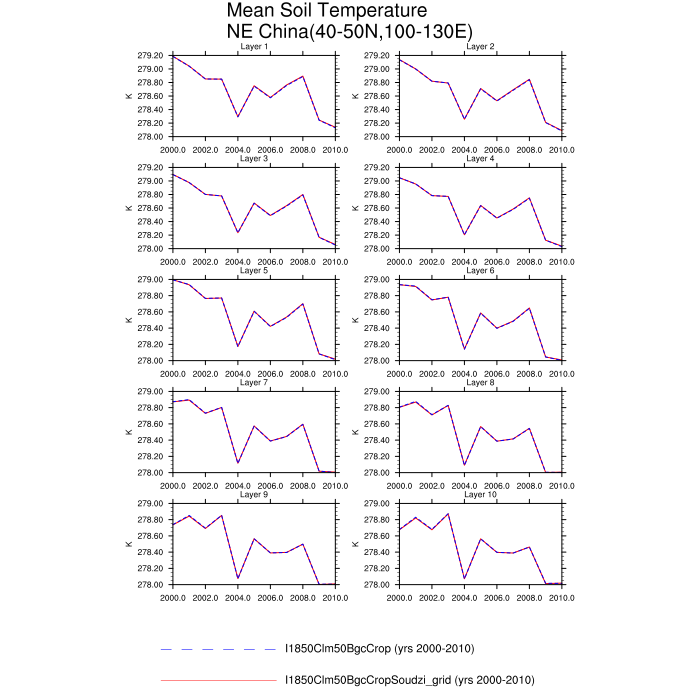 Mean Soil Temperature
NE China(40-50N,100-130E)
Layer 1
Layer 2
279.20
279.00
278.80
278.60
278.40
278.20
278.00
K
2000.0 2002.0 2004.0 2006.0 2008.0 2010.0
279.20
279.00
278.80
278.60
278.40
278.20
278.00
K
2000.0 2002.0 2004.0 2006.0 2008.0 2010.0
Layer 3
Layer 4
279.20
279.00
278.80
278.60
278.40
278.20
278.00
K
2000.0 2002.0 2004.0 2006.0 2008.0 2010.0
279.20
279.00
278.80
278.60
278.40
278.20
278.00
K
2000.0 2002.0 2004.0 2006.0 2008.0 2010.0
Layer 5
Layer 6
279.00
278.80
278.60
278.40
278.20
278.00
K
2000.0 2002.0 2004.0 2006.0 2008.0 2010.0
279.00
278.80
278.60
278.40
278.20
278.00
K
2000.0 2002.0 2004.0 2006.0 2008.0 2010.0
Layer 7
Layer 8
279.00
278.80
278.60
278.40
278.20
278.00
K
2000.0 2002.0 2004.0 2006.0 2008.0 2010.0
279.00
278.80
278.60
278.40
278.20
278.00
K
2000.0 2002.0 2004.0 2006.0 2008.0 2010.0
Layer 9
Layer 10
279.00
278.80
278.60
278.40
278.20
278.00
K
2000.0 2002.0 2004.0 2006.0 2008.0 2010.0
279.00
278.80
278.60
278.40
278.20
278.00
K
2000.0 2002.0 2004.0 2006.0 2008.0 2010.0
I1850Clm50BgcCrop (yrs 2000-2010)
I1850Clm50BgcCropSoudzi_grid (yrs 2000-2010)